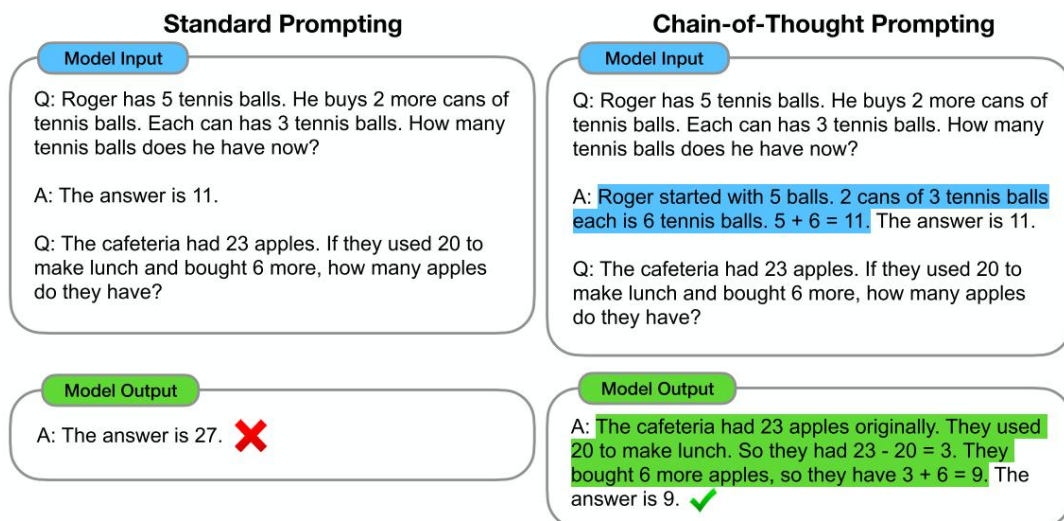 Standard Prompting
Model Input
Q: Roger has 5 tennis balls. He buys 2 more cans of
tennis balls. Each can has 3 tennis balls. How many
tennis balls does he have now?
A: The answer is 11.
Q: The cafeteria had 23 apples. If they used 20 to
make lunch and bought 6 more, how many apples
do they have?
Model Output
A: The answer is 27.
Chain-of-Thought Prompting
Model Input
Q: Roger has 5 tennis balls. He buys 2 more cans of
tennis balls. Each can has 3 tennis balls. How many
tennis balls does he have now?
A: Roger started with 5 balls. 2 cans of 3 tennis balls
each is 6 tennis balls. 5 + 6 = 11. The answer is 11.
Q: The cafeteria had 23 apples. If they used 20 to
make lunch and bought 6 more, how many apples
do they have?
Model Output
A: The cafeteria had 23 apples originally. They used
20 to make lunch. So they had 23 - 20 = 3. They
bought 6 more apples, so they have 3 + 6 = 9. The
answer is 9.